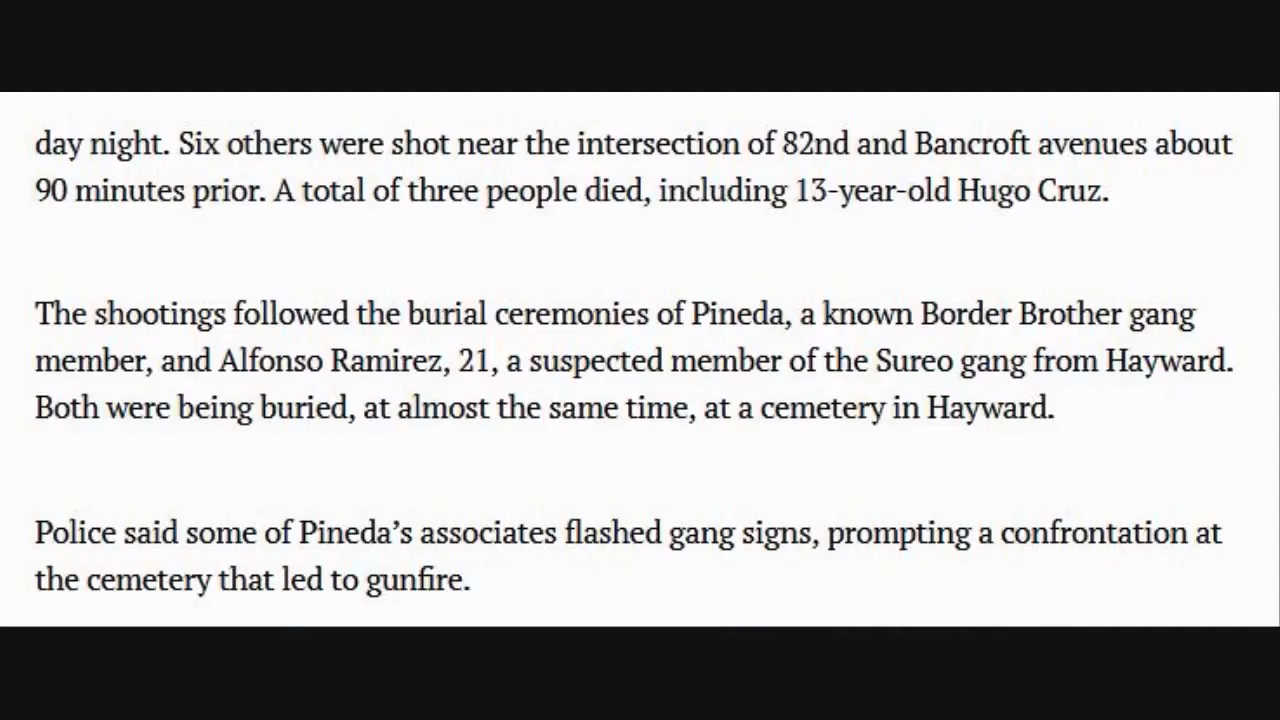 day night. Six others were shot near the intersection of 82nd and Bancroft avenues about
90 minutes prior. A total of three people died, including 13-year-old Hugo Cruz.
The shootings followed the burial ceremonies of Pineda, a known Border Brother gang
member, and Alfonso Ramirez, 21, a suspected member of the Sureo gang from Hayward.
Both were being buried, at almost the same time, at a cemetery in Hayward.
Police said some of Pineda’s associates flashed gang signs, prompting a confrontation at
the cemetery that led to gunfire.